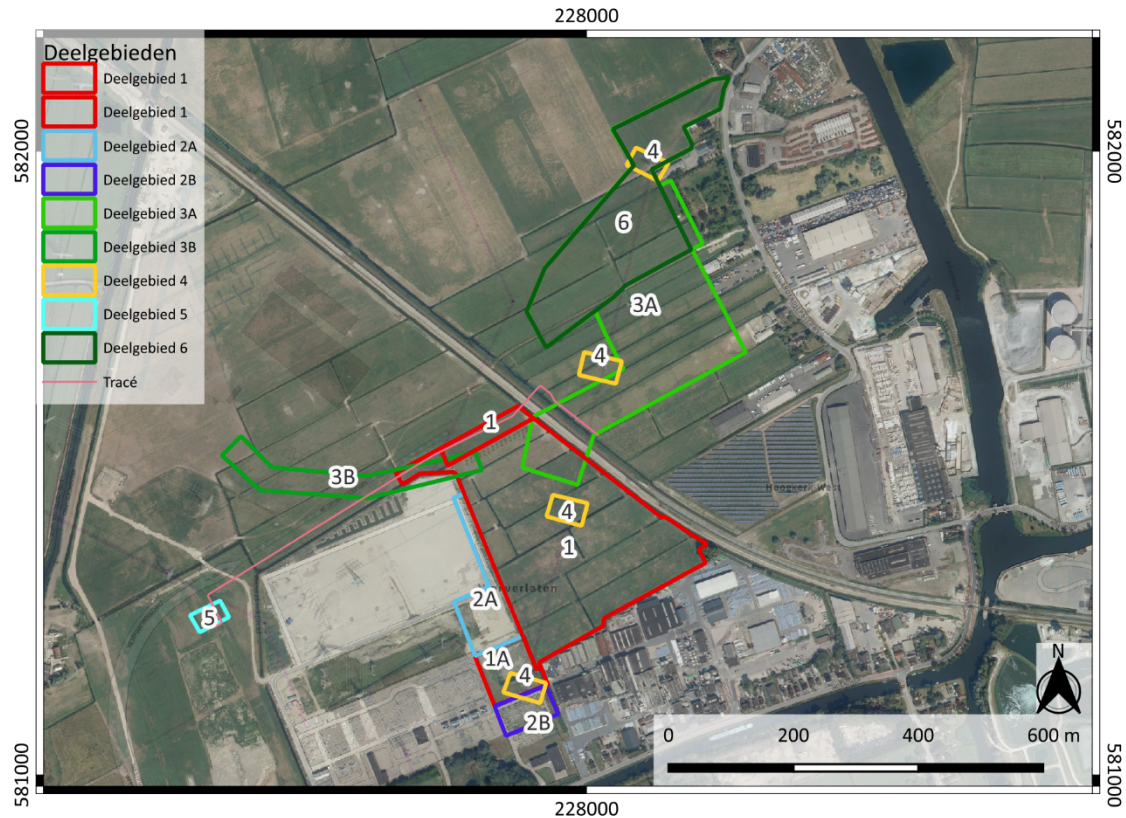 228000
Deelgebieden
Deelgebied 1
Deelgebied 1
Deelgebied 2A
Deelgebied 2B
Deelgebied 3A
Deelgebied 3B
Deelgebied 4
Deelgebied 5
Deelgebied 6
Tracé
582000
582000
4
6
3A
4
1
3B
4
1
2A
5
1A
4
2B
N
0 200 400 600 m
581000
581000
228000